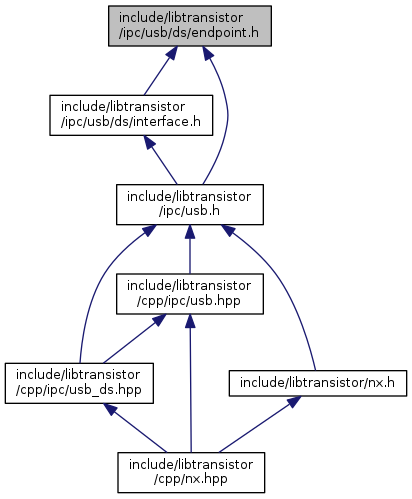 include/libtransistor
/ipc/usb/ds/endpoint.h
include/libtransistor
/ipc/usb/ds/interface.h
include/libtransistor
/ipc/usb.h
include/libtransistor
/cpp/ipc/usb.hpp
include/libtransistor
/cpp/ipc/usb_ds.hpp
include/libtransistor/nx.h
include/libtransistor
/cpp/nx.hpp